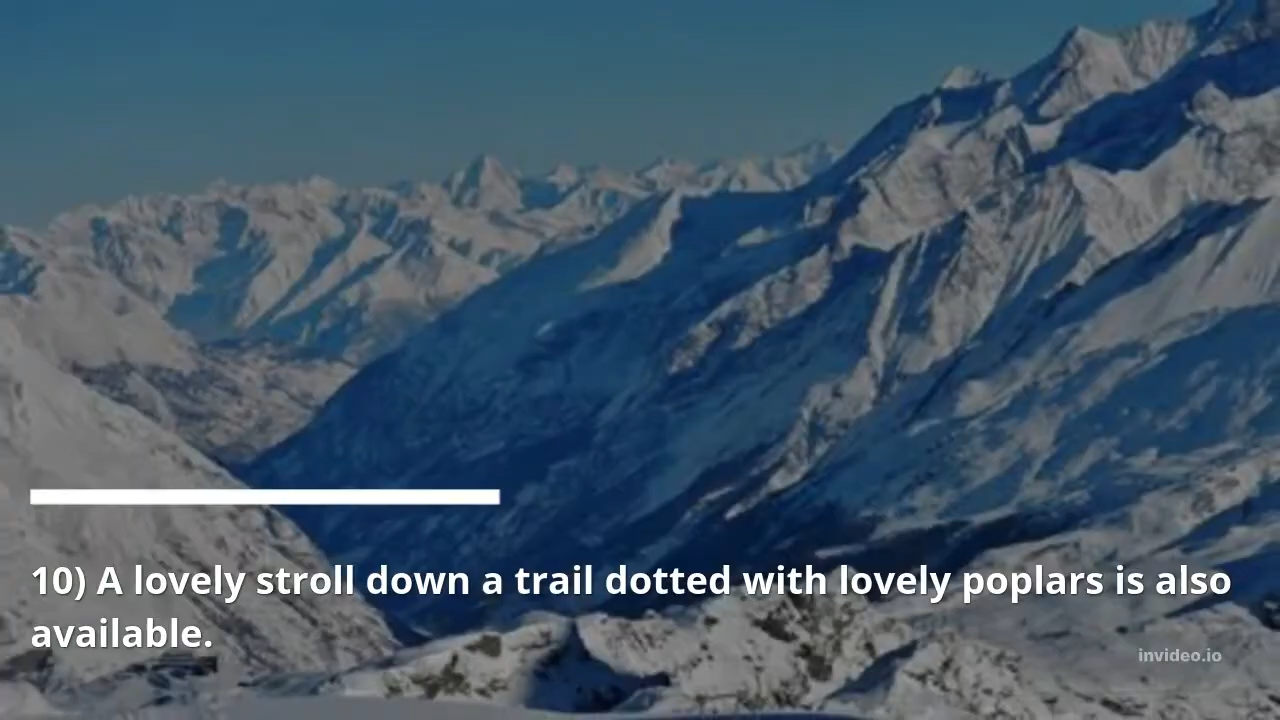 10) A lovely stroll down a trail dotted with lovely poplars is also
available.
invideo.io